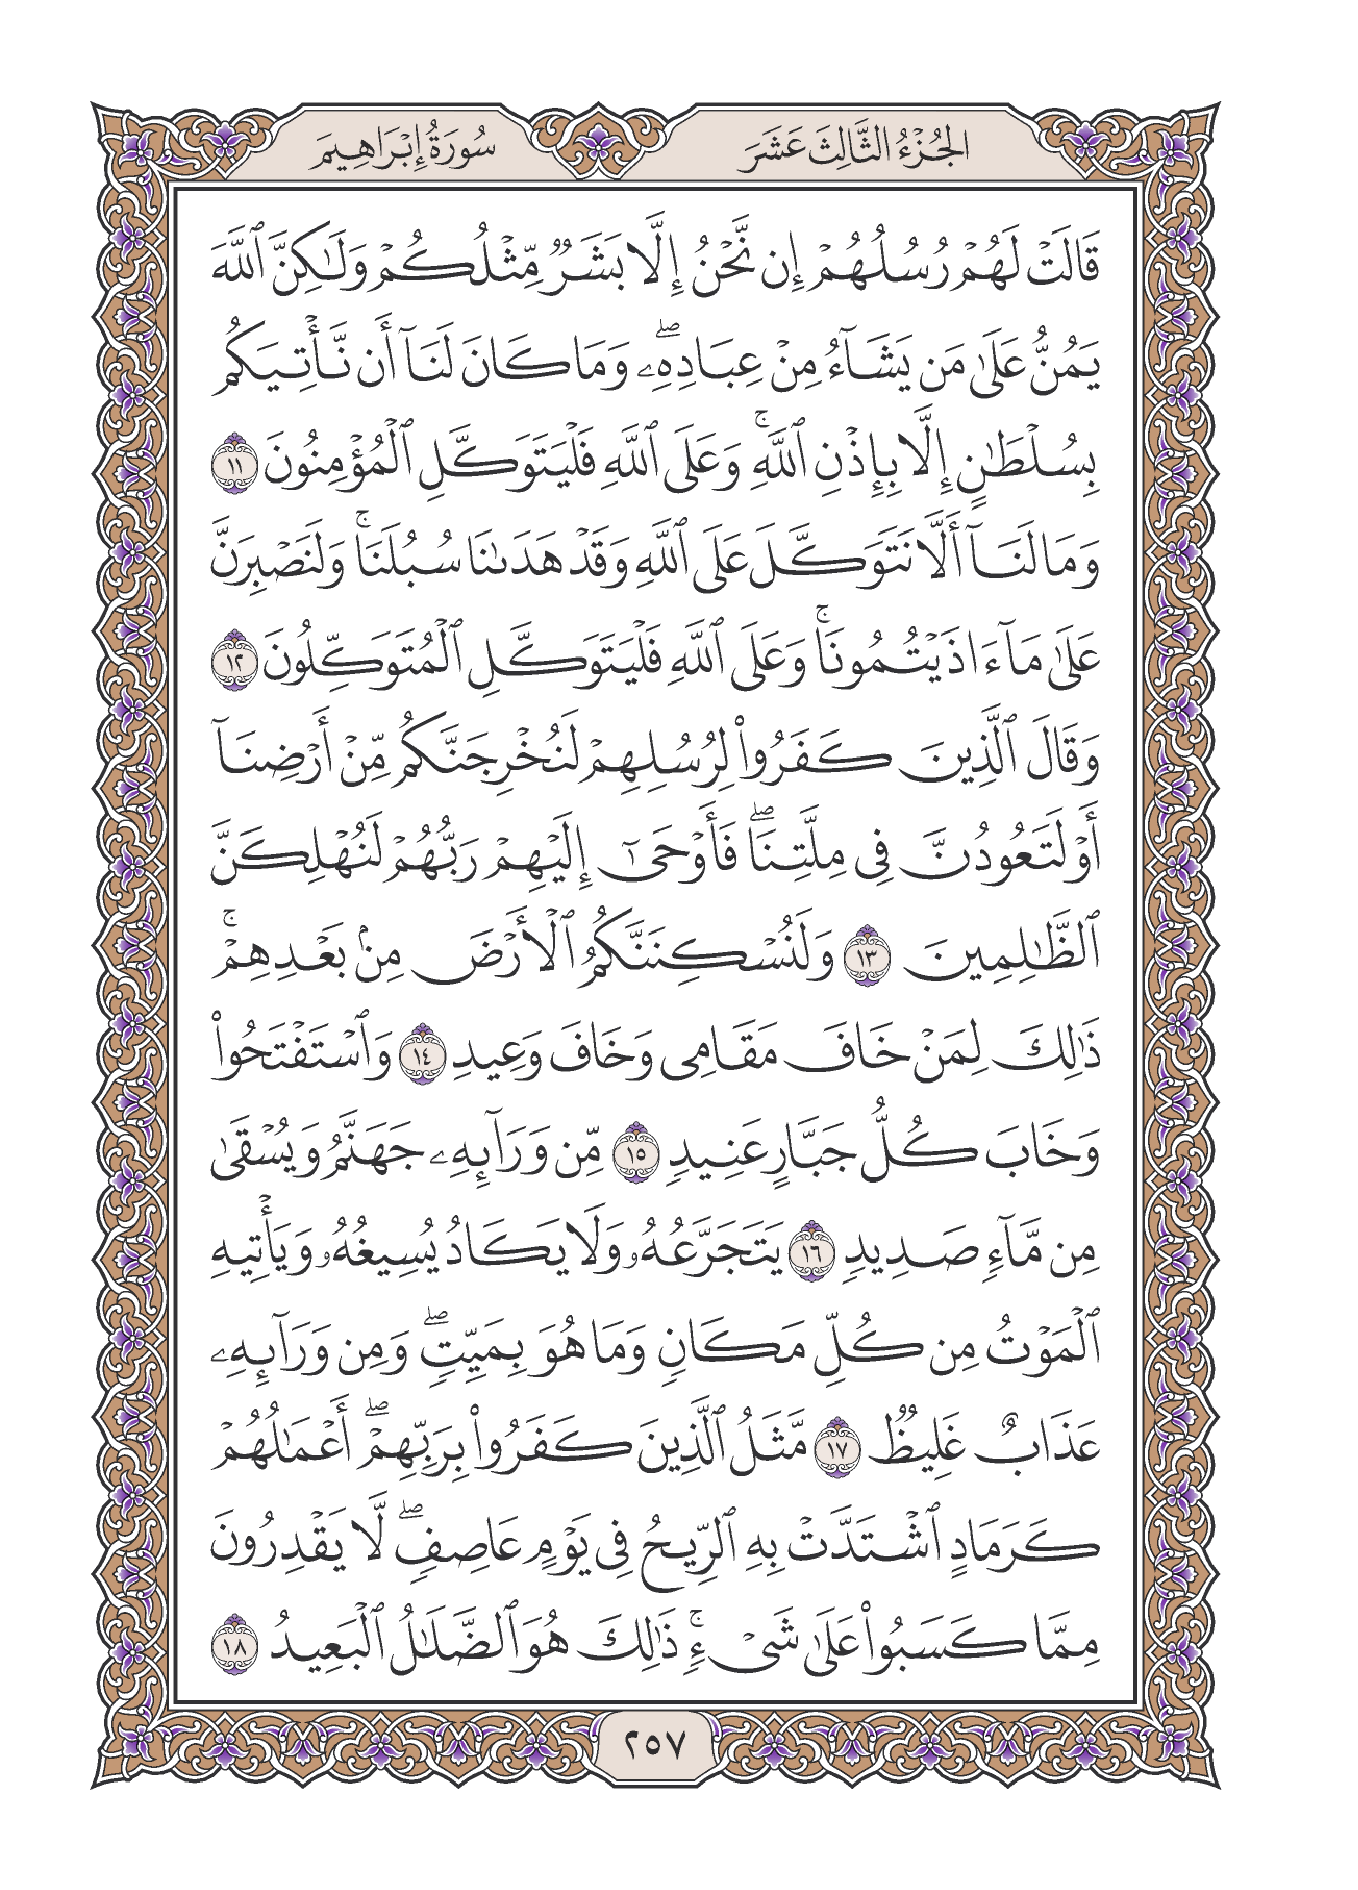 الجُزْءُ الثَّالِثَ عَشَرَ
سُورَةُ إِبْرَاهِيمَ
قَالَتْ لَهُمْ رُسُلُهُمْ إِن نَّحْنُ إِلَّا بَشَرٌ مِّثْلُكُمْ وَلَٰكِنَّ ٱللَّهَ
يَمُنُّ عَلَىٰ مَن يَشَآءُ مِنْ عِبَادِهِۦۖ وَمَا كَانَ لَنَآ أَن نَّأْتِيَكُم
بِسُلْطَٰنٍ إِلَّا بِإِذْنِ ٱللَّهِۚ وَعَلَى ٱللَّهِ فَلْيَتَوَكَّلِ ٱلْمُؤْمِنُونَ ١١
وَمَا لَنَآ أَلَّا نَتَوَكَّلَ عَلَى ٱللَّهِ وَقَدْ هَدَىٰنَا سُبُلَنَاۚ وَلَنَصْبِرَنَّ
عَلَىٰ مَآ ءَاذَيْتُمُونَاۚ وَعَلَى ٱللَّهِ فَلْيَتَوَكَّلِ ٱلْمُتَوَكِّلُونَ ١٢
وَقَالَ ٱلَّذِينَ كَفَرُوا۟ لِرُسُلِهِمْ لَنُخْرِجَنَّكُم مِّنْ أَرْضِنَآ
أَوْ لَتَعُودُنَّ فِى مِلَّتِنَاۖ فَأَوْحَىٰٓ إِلَيْهِمْ رَبُّهُمْ لَنُهْلِكَنَّ
ٱلظَّٰلِمِينَ ١٣ وَلَنُسْكِنَنَّكُمُ ٱلْأَرْضَ مِنۢ بَعْدِهِمْۚ
ذَٰلِكَ لِمَنْ خَافَ مَقَامِى وَخَافَ وَعِيدِ ١٤ وَٱسْتَفْتَحُوا۟
وَخَابَ كُلُّ جَبَّارٍ عَنِيدٍ ١٥ مِّن وَرَآئِهِۦ جَهَنَّمُ وَيُسْقَىٰ
مِن مَّآءٍ صَدِيدٍ ١٦ يَتَجَرَّعُهُۥ وَلَا يَكَادُ يُسِيغُهُۥ وَيَأْتِيهِ
ٱلْمَوْتُ مِن كُلِّ مَكَانٍ وَمَا هُوَ بِمَيِّتٍۖ وَمِن وَرَآئِهِۦ
عَذَابٌ غَلِيظٌ ١٧ مَّثَلُ ٱلَّذِينَ كَفَرُوا۟ بِرَبِّهِمْۖ أَعْمَٰلُهُمْ
كَرَمَادٍ ٱشْتَدَّتْ بِهِ ٱلرِّيحُ فِى يَوْمٍ عَاصِفٍۖ لَّا يَقْدِرُونَ
مِمَّا كَسَبُوا۟ عَلَىٰ شَىْءٍۚ ذَٰلِكَ هُوَ ٱلضَّلَٰلُ ٱلْبَعِيدُ ١٨
٢٥٧